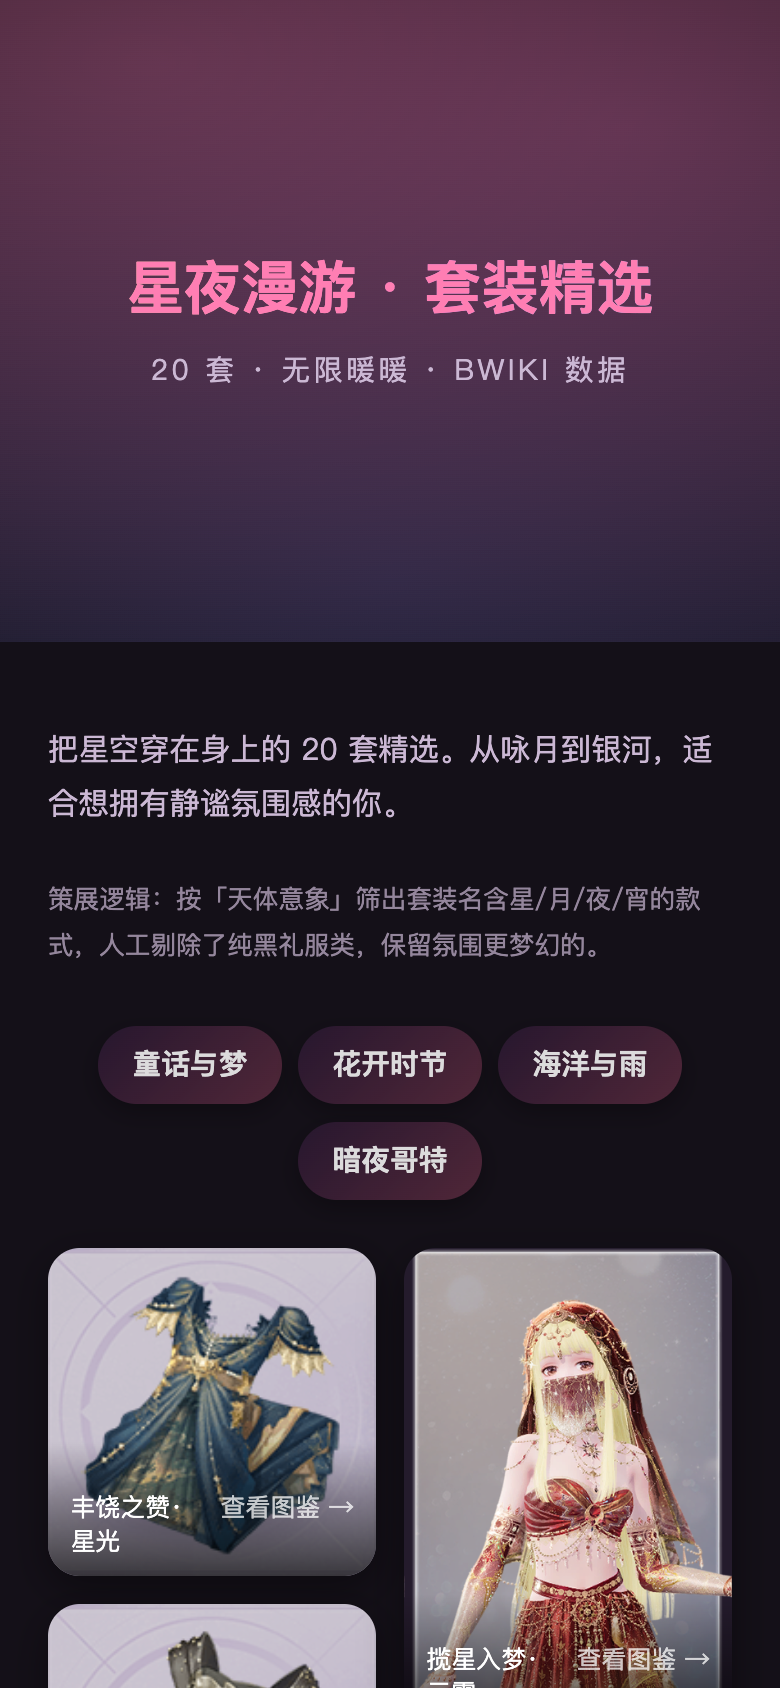 星夜漫游 · 套装精选
20 套 · 无限暖暖 · BWIKI 数据
把星空穿在身上的 20 套精选。从咏月到银河，适
合想拥有静谧氛围感的你。
策展逻辑：按「天体意象」筛出套装名含星/月/夜/宵的款
式，人工剔除了纯黑礼服类，保留氛围更梦幻的。
童话与梦
花开时节
海洋与雨
暗夜哥特
丰饶之赞·
星光
查看图鉴 →
揽星入梦·
查看图鉴 →